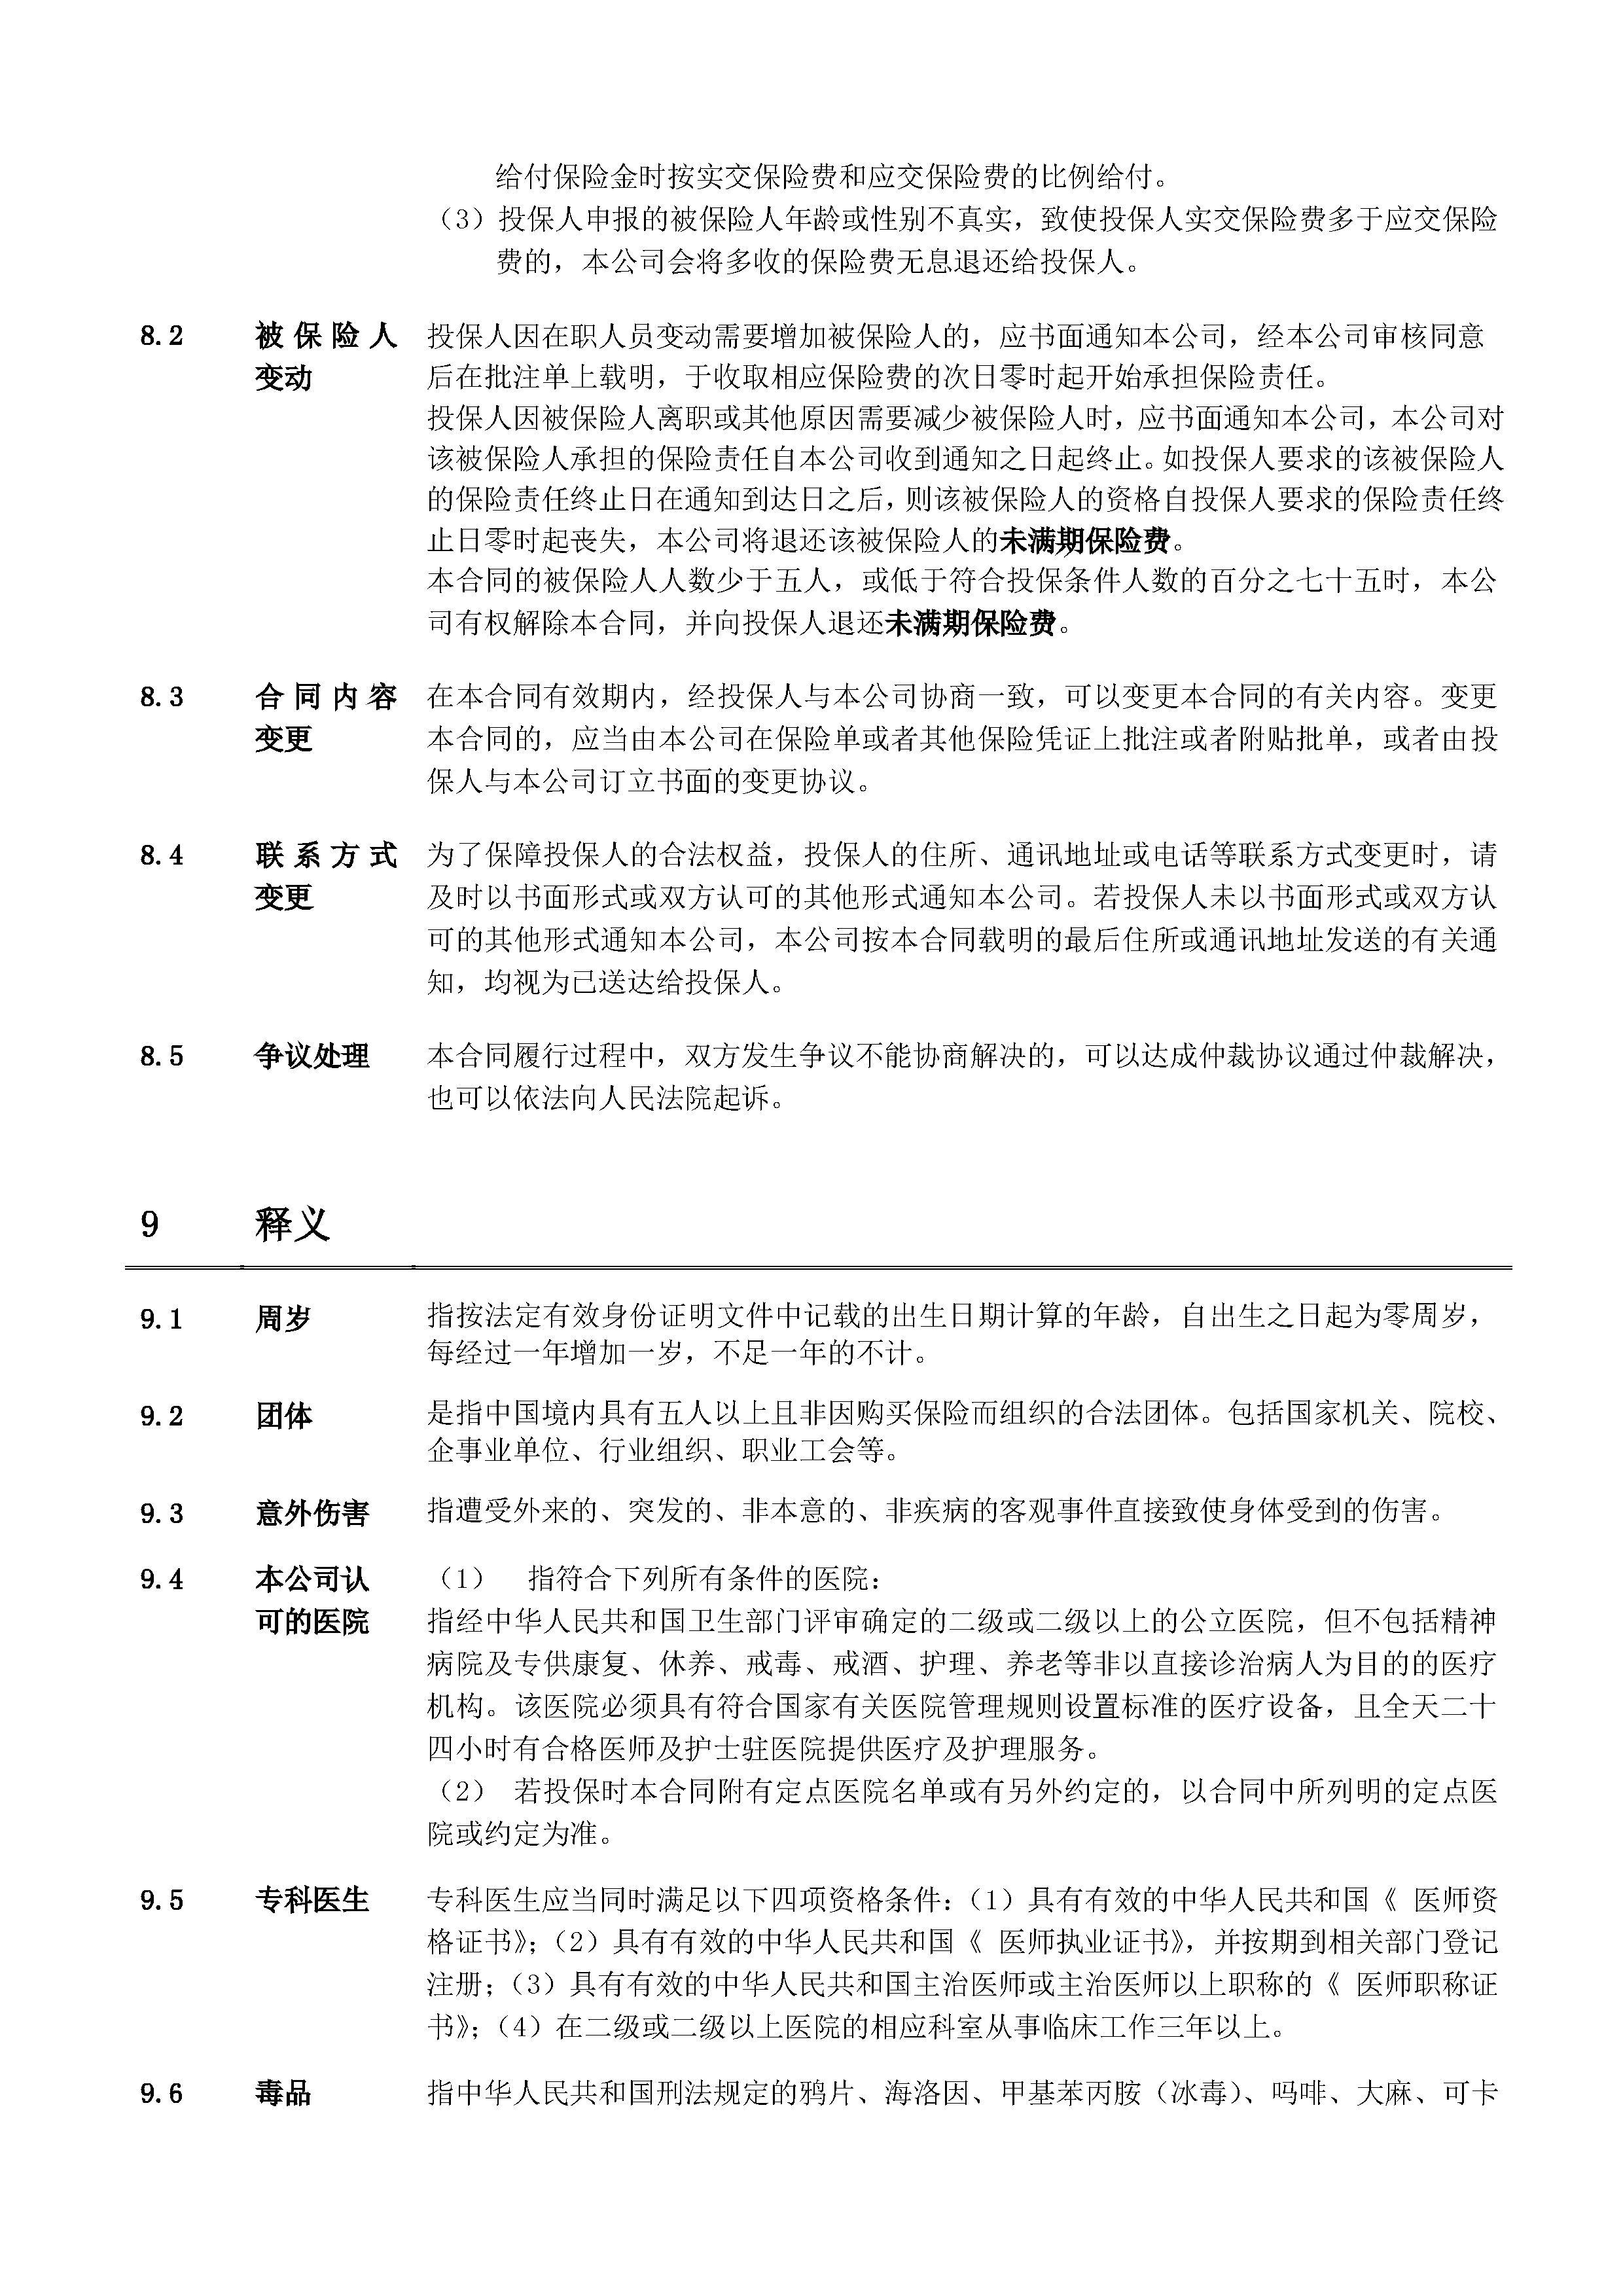 给付保险金时按实交保险费和应交保险费的比例给付。
（3）投保人申报的被保险人年龄或性别不真实，致使投保人实交保险费多于应交保险
费的，本公司会将多收的保险费无息退还给投保人。
8.2 被保险人 投保人因在职人员变动需要增加被保险人的，应书面通知本公司，经本公司审核同意
变动 后在批注单上载明，于收取相应保险费的次日零时起开始承担保险责任。
投保人因被保险人离职或其他原因需要减少被保险人时，应书面通知本公司，本公司对
该被保险人承担的保险责任自本公司收到通知之日起终止。如投保人要求的该被保险人
的保险责任终止日在通知到达日之后，则该被保险人的资格自投保人要求的保险责任终
止日零时起丧失，本公司将退还该被保险人的未满期保险费。
本合同的被保险人人数少于五人，或低于符合投保条件人数的百分之七十五时，本公
司有权解除本合同，并向投保人退还未满期保险费。
8.3 合同内容 在本合同有效期内，经投保人与本公司协商一致，可以变更本合同的有关内容。变更
变更 本合同的，应当由本公司在保险单或者其他保险凭证上批注或者附贴批单，或者由投
保人与本公司订立书面的变更协议。
8.4 联系方式 为了保障投保人的合法权益，投保人的住所、通讯地址或电话等联系方式变更时，请
变更 及时以书面形式或双方认可的其他形式通知本公司。若投保人未以书面形式或双方认
可的其他形式通知本公司，本公司按本合同载明的最后住所或通讯地址发送的有关通
知，均视为已送达给投保人。
8.5 争议处理 本合同履行过程中，双方发生争议不能协商解决的，可以达成仲裁协议通过仲裁解决，
也可以依法向人民法院起诉。
9 释义
9.1 周岁 指按法定有效身份证明文件中记载的出生日期计算的年龄，自出生之日起为零周岁，
每经过一年增加一岁，不足一年的不计。
9.2 团体 是指中国境内具有五人以上且非因购买保险而组织的合法团体。包括国家机关、院校、
企事业单位、行业组织、职业工会等。
9.3 意外伤害 指遭受外来的、突发的、非本意的、非疾病的客观事件直接致使身体受到的伤害。
9.4 本公司认 （1） 指符合下列所有条件的医院：
可的医院 指经中华人民共和国卫生部门评审确定的二级或二级以上的公立医院，但不包括精神
病院及专供康复、休养、戒毒、戒酒、护理、养老等非以直接诊治病人为目的的医疗
机构。该医院必须具有符合国家有关医院管理规则设置标准的医疗设备，且全天二十
四小时有合格医师及护士驻医院提供医疗及护理服务。
（2） 若投保时本合同附有定点医院名单或有另外约定的，以合同中所列明的定点医
院或约定为准。
9.5 专科医生 专科医生应当同时满足以下四项资格条件：（1）具有有效的中华人民共和国《 医师资
格证书》；（2）具有有效的中华人民共和国《 医师执业证书》，并按期到相关部门登记
注册；（3）具有有效的中华人民共和国主治医师或主治医师以上职称的《 医师职称证
书》；（4）在二级或二级以上医院的相应科室从事临床工作三年以上。
9.6 毒品 指中华人民共和国刑法规定的鸦片、海洛因、甲基苯丙胺（冰毒）、吗啡、大麻、可卡